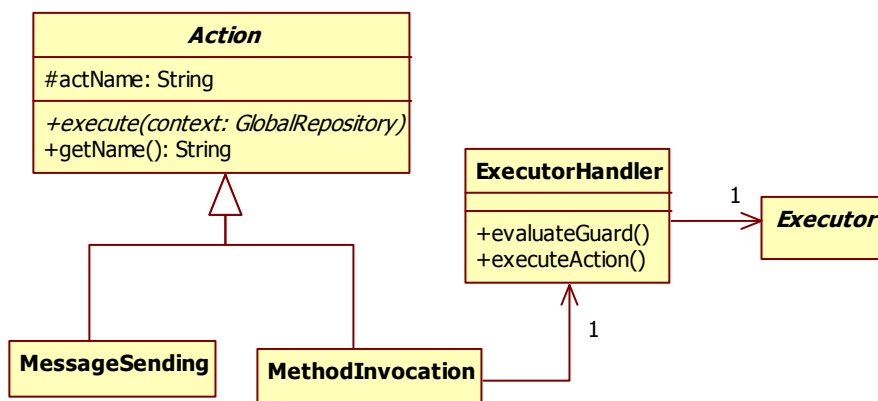 Action
#actName: String
+execute(context: GlobalRepository)
+getName(): String
ExecutorHandler
+evaluateGuard()
+executeAction()
1
Executor
1
MessageSending
MethodInvocation